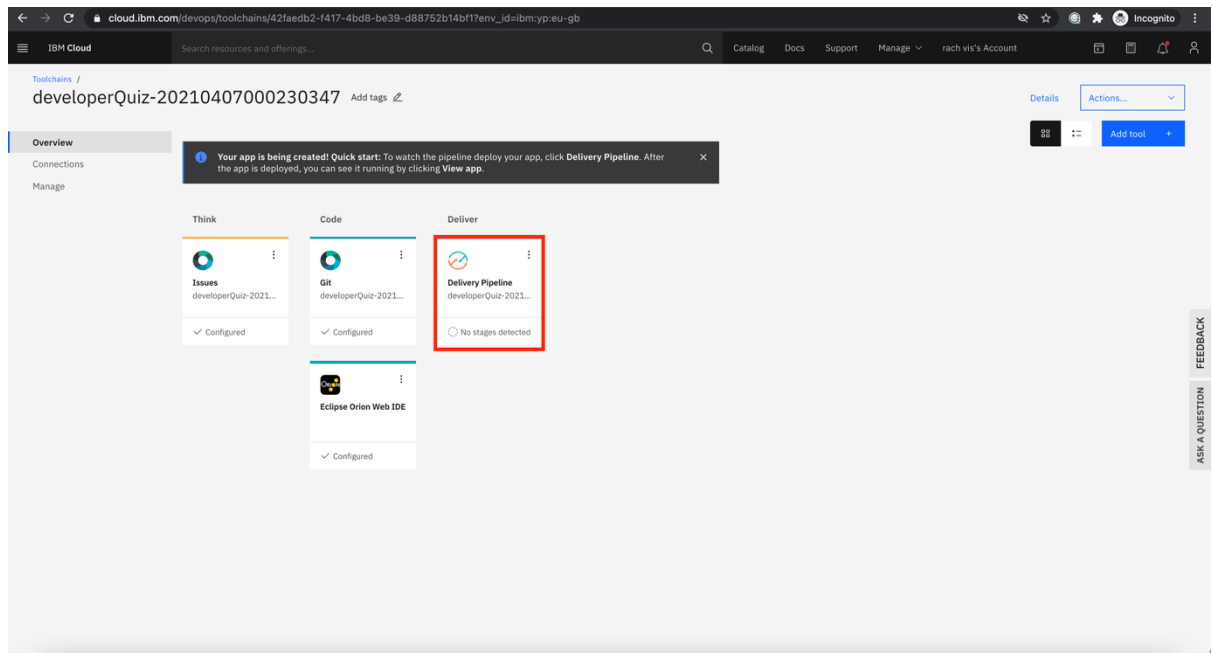 cloud.ibm.com/devops/toolchains/42faedb2-f417-4bd8-be39-d88752b14bf1?env_id=ibm:yp:eu-gb
Incognito
IBM Cloud
Search resources and offerings...
Catalog
Docs
Support
Manage
rach vis's Account
Toolchains /
developerQuiz-20210407000230347
Add tags
Details
Actions...
Add tool +
Overview
Connections
Manage
Your app is being created! Quick start: To watch the pipeline deploy your app, click Delivery Pipeline. After
the app is deployed, you can see it running by clicking View app.
Think
Code
Deliver
Issues
developerQuiz-2021...
Configured
Git
developerQuiz-2021...
Configured
Delivery Pipeline
developerQuiz-2021...
No stages detected
Eclipse Orion Web IDE
Configured
FEEDBACK
ASK A QUESTION